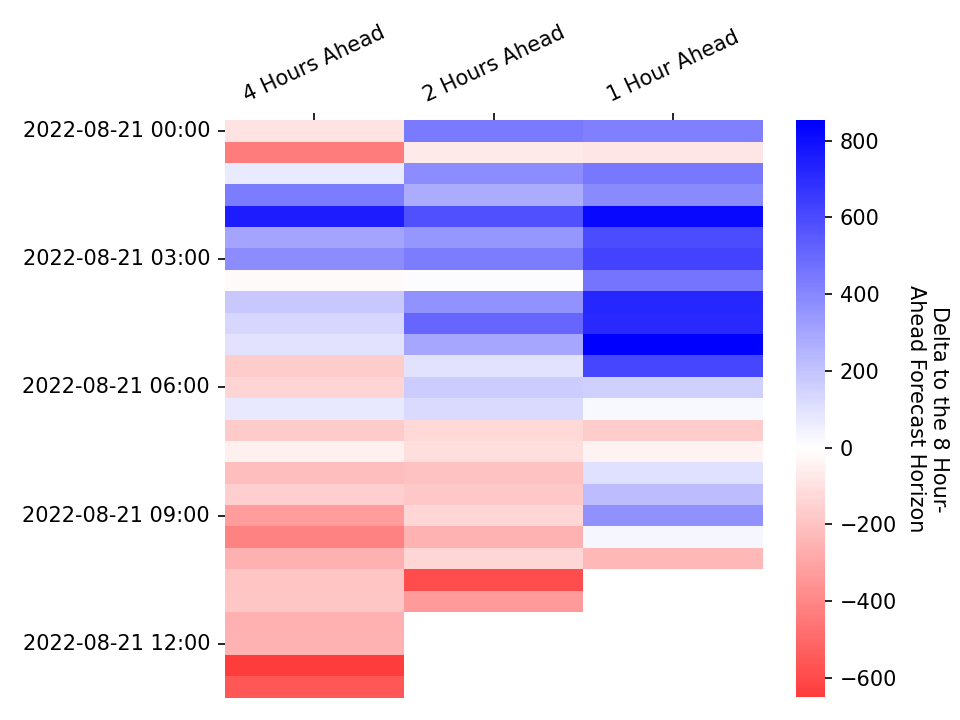 4 Hours Ahead
2 Hours Ahead
1 Hour Ahead
2022-08-21 00:00
2022-08-21 03:00
2022-08-21 06:00
2022-08-21 09:00
2022-08-21 12:00
800
600
400
200
0
−200
−400
−600
Delta to the 8 Hour-
Ahead Forecast Horizon